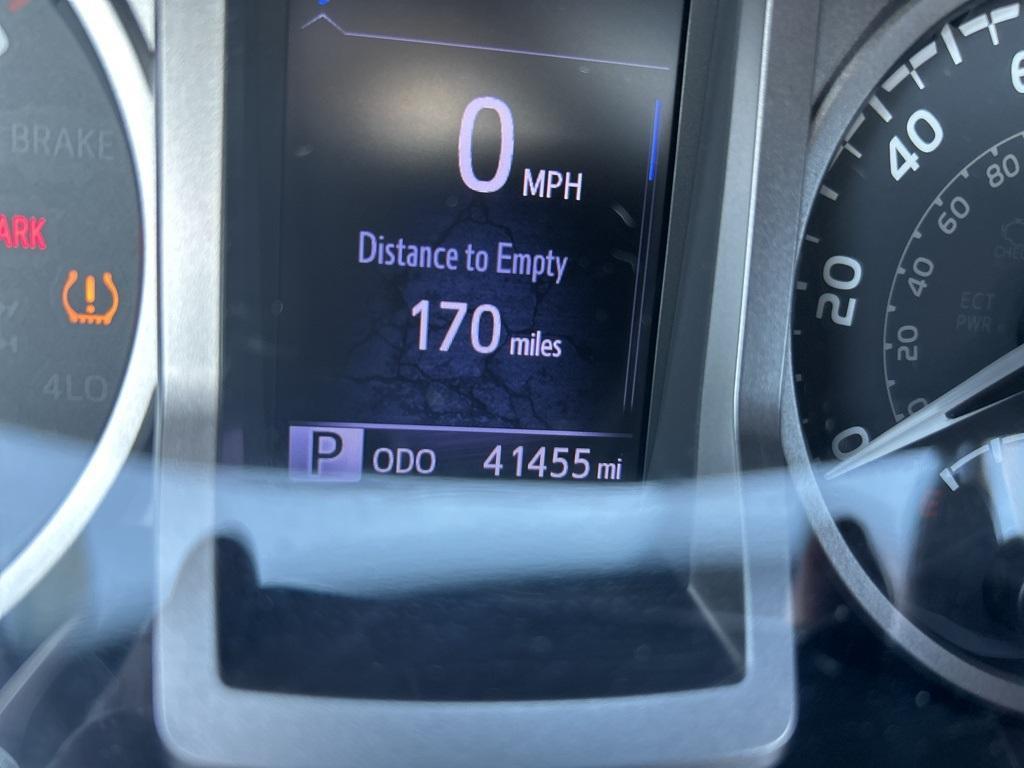 BRAKE
ARK
4LO
0 MPH
Distance to Empty
170 miles
P ODO 41455 mi
0
20
40
6
20
40
60
80
ECT
PWR